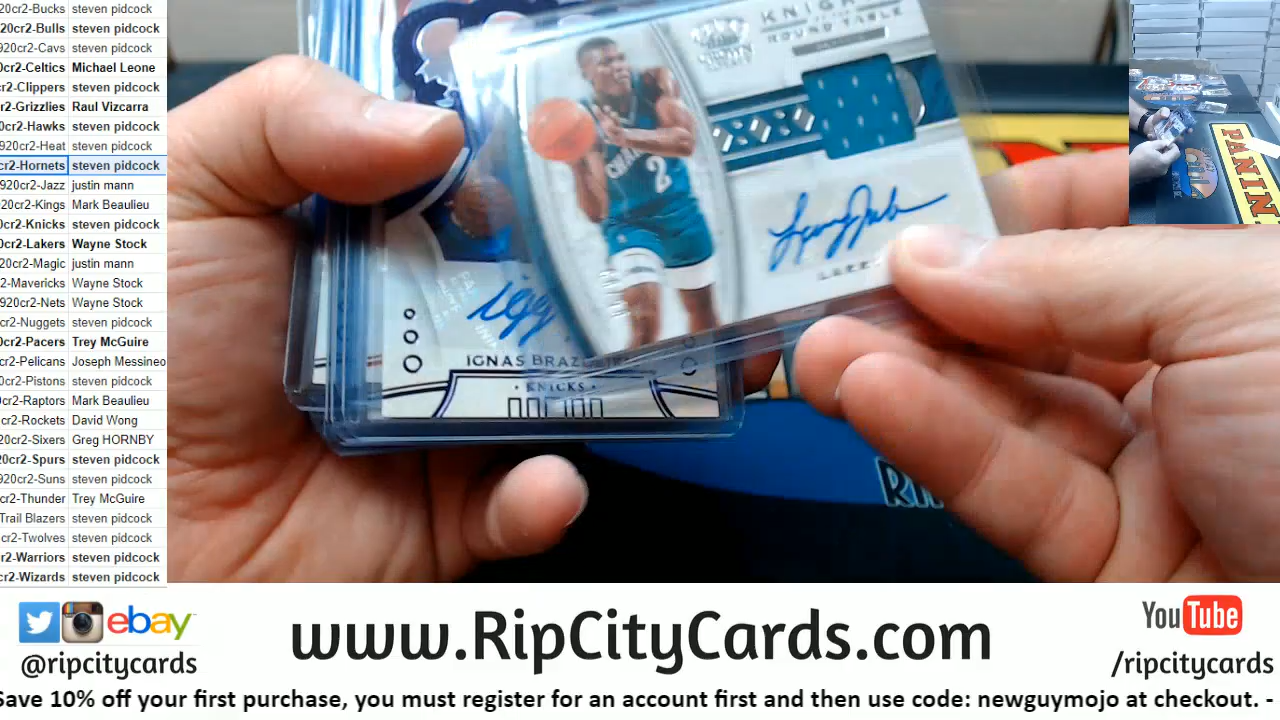 20cr2-Bucks steven pidcock
20cr2-Bulls steven pidcock
920cr2-Cavs steven pidcock
0cr2-Celtics Michael Leone
cr2-Clippers steven pidcock
r2-Grizzlies Raul Vizcarra
0cr2-Hawks steven pidcock
920cr2-Heat steven pidcock
cr2-Hornets steven pidcock
920cr2-Jazz justin mann
20cr2-Kings Mark Beaulieu
0cr2-Knicks steven pidcock
0cr2-Lakers Wayne Stock
20cr2-Magic justin mann
2-Mavericks Wayne Stock
920cr2-Nets Wayne Stock
cr2-Nuggets steven pidcock
0cr2-Pacers Trey McGuire
cr2-Pelicans Joseph Messineo
0cr2-Pistons steven pidcock
cr2-Raptors Mark Beaulieu
cr2-Rockets David Wong
20cr2-Sixers Greg HORNBY
20cr2-Spurs steven pidcock
920cr2-Suns steven pidcock
cr2-Thunder Trey McGuire
Trail Blazers steven pidcock
cr2-Twolves steven pidcock
r2-Warriors steven pidcock
cr2-Wizards steven pidcock
ROUND TABLE
2
IGNAS
KNICKS
PANINI
ebay
@ripcitycards
www.RipCityCards.com
YouTube
/ripcitycards
Save 10% off your first purchase, you must register for an account first and then use code: newguymojo at checkout. -